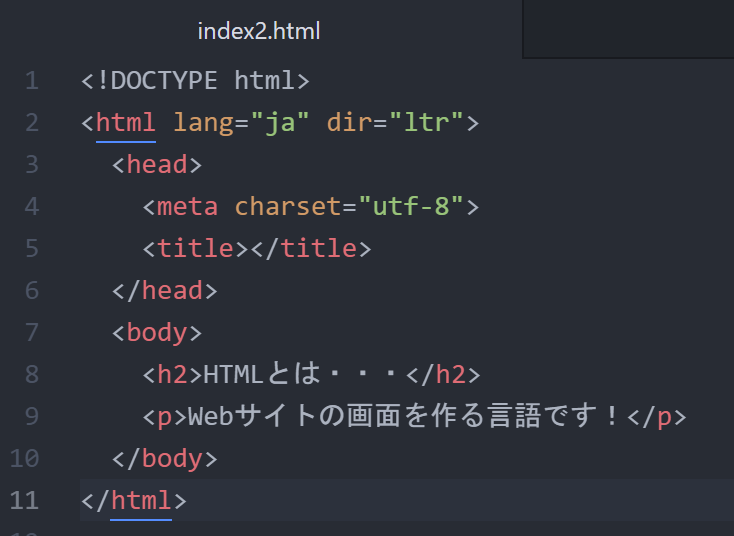 index2.html
1 <!DOCTYPE html>
2 <html lang="ja" dir="ltr">
3 <head>
4 <meta charset="utf-8">
5 <title></title>
6 </head>
7 <body>
8 <h2>HTMLとは・・・</h2>
9 <p>Webサイトの画面を作る言語です！</p>
10 </body>
11 </html>